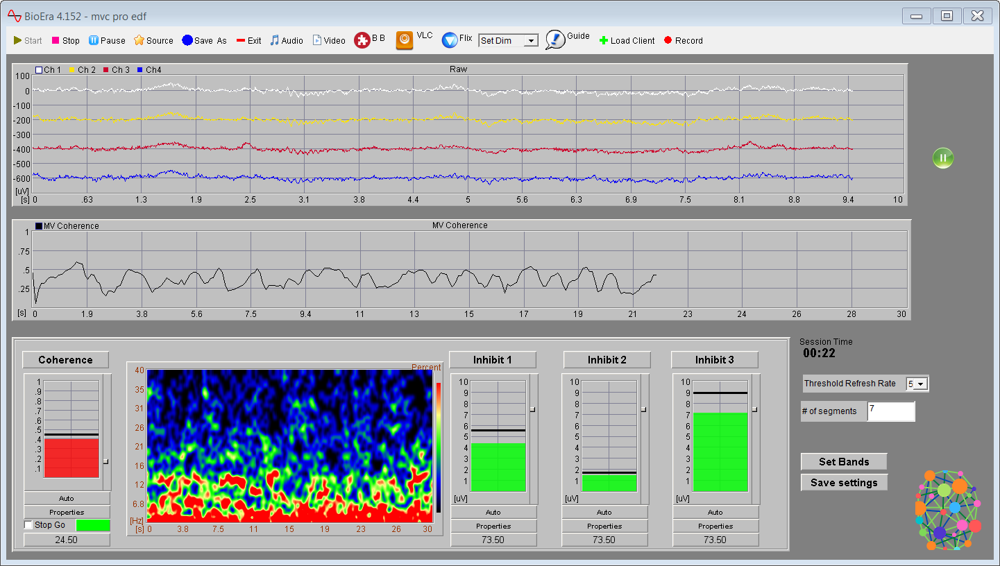 BioEra 4.152 - mvc pro edf
Start Stop Pause Source Save As Exit Audio Video B B VLC Flix Set Dim Guide Load Client Record
Ch 1 Ch 2 Ch 3 Ch4 Raw
100
0
-100
-200
-300
-400
-500
-600
[uV]
[s] 0 .63 1.3 1.9 2.5 3.1 3.8 4.4 5 5.6 6.3 6.9 7.5 8.1 8.8 9.4 10
MV Coherence MV Coherence
1
.75
.5
.25
[s] 0 1.9 3.8 5.6 7.5 9.4 11 13 15 17 19 21 23 24 26 28 30
Coherence
1
.9
.8
.7
.6
.5
.4
.3
.2
.1
Auto
Properties
Stop Go
24.50
Percent
40
35
31
26
21
16
12
6.8
[Hz]
[s] 0 3.8 7.5 11 15 19 23 26 30
Inhibit 1
10
9
8
7
6
5
4
3
2
1
[uV]
Auto
Properties
73.50
Inhibit 2
10
9
8
7
6
5
4
3
2
1
[uV]
Auto
Properties
73.50
Inhibit 3
10
9
8
7
6
5
4
3
2
1
[uV]
Auto
Properties
73.50
Session Time
00:22
Threshold Refresh Rate 5
# of segments 7
Set Bands
Save settings